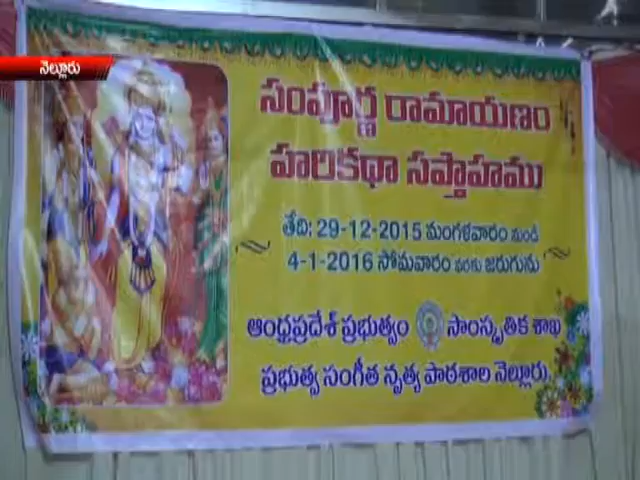 నెల్లూరు
సంపూర్ణ రామాయణం
హరికథా సప్తాహము
తేది: 29-12-2015 మంగళవారం నుండి
4-1-2016 సోమవారం వరకు జరుగును
ఆంధ్రప్రదేశ్ ప్రభుత్వం సాంస్కృతిక శాఖ
ప్రభుత్వ సంగీత నృత్య పాఠశాల నెల్లూరు.